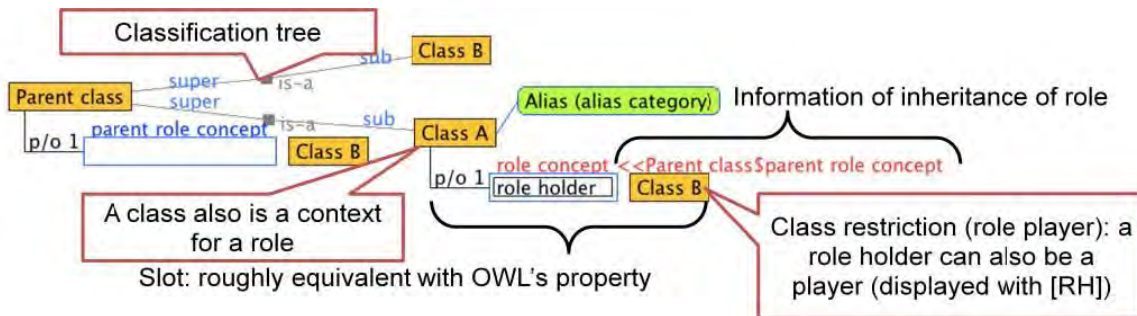 Classification tree
Class B
sub
super
is-a
Parent class
super
is-a
sub
Alias (alias category)
Information of inheritance of role
Class A
p/o 1
parent role concept
Class B
role concept <<Parent class$parent role concept
p/o 1
role holder
Class B
A class also is a context
for a role
Class restriction (role player): a
role holder can also be a
player (displayed with [RH])
Slot: roughly equivalent with OWL's property